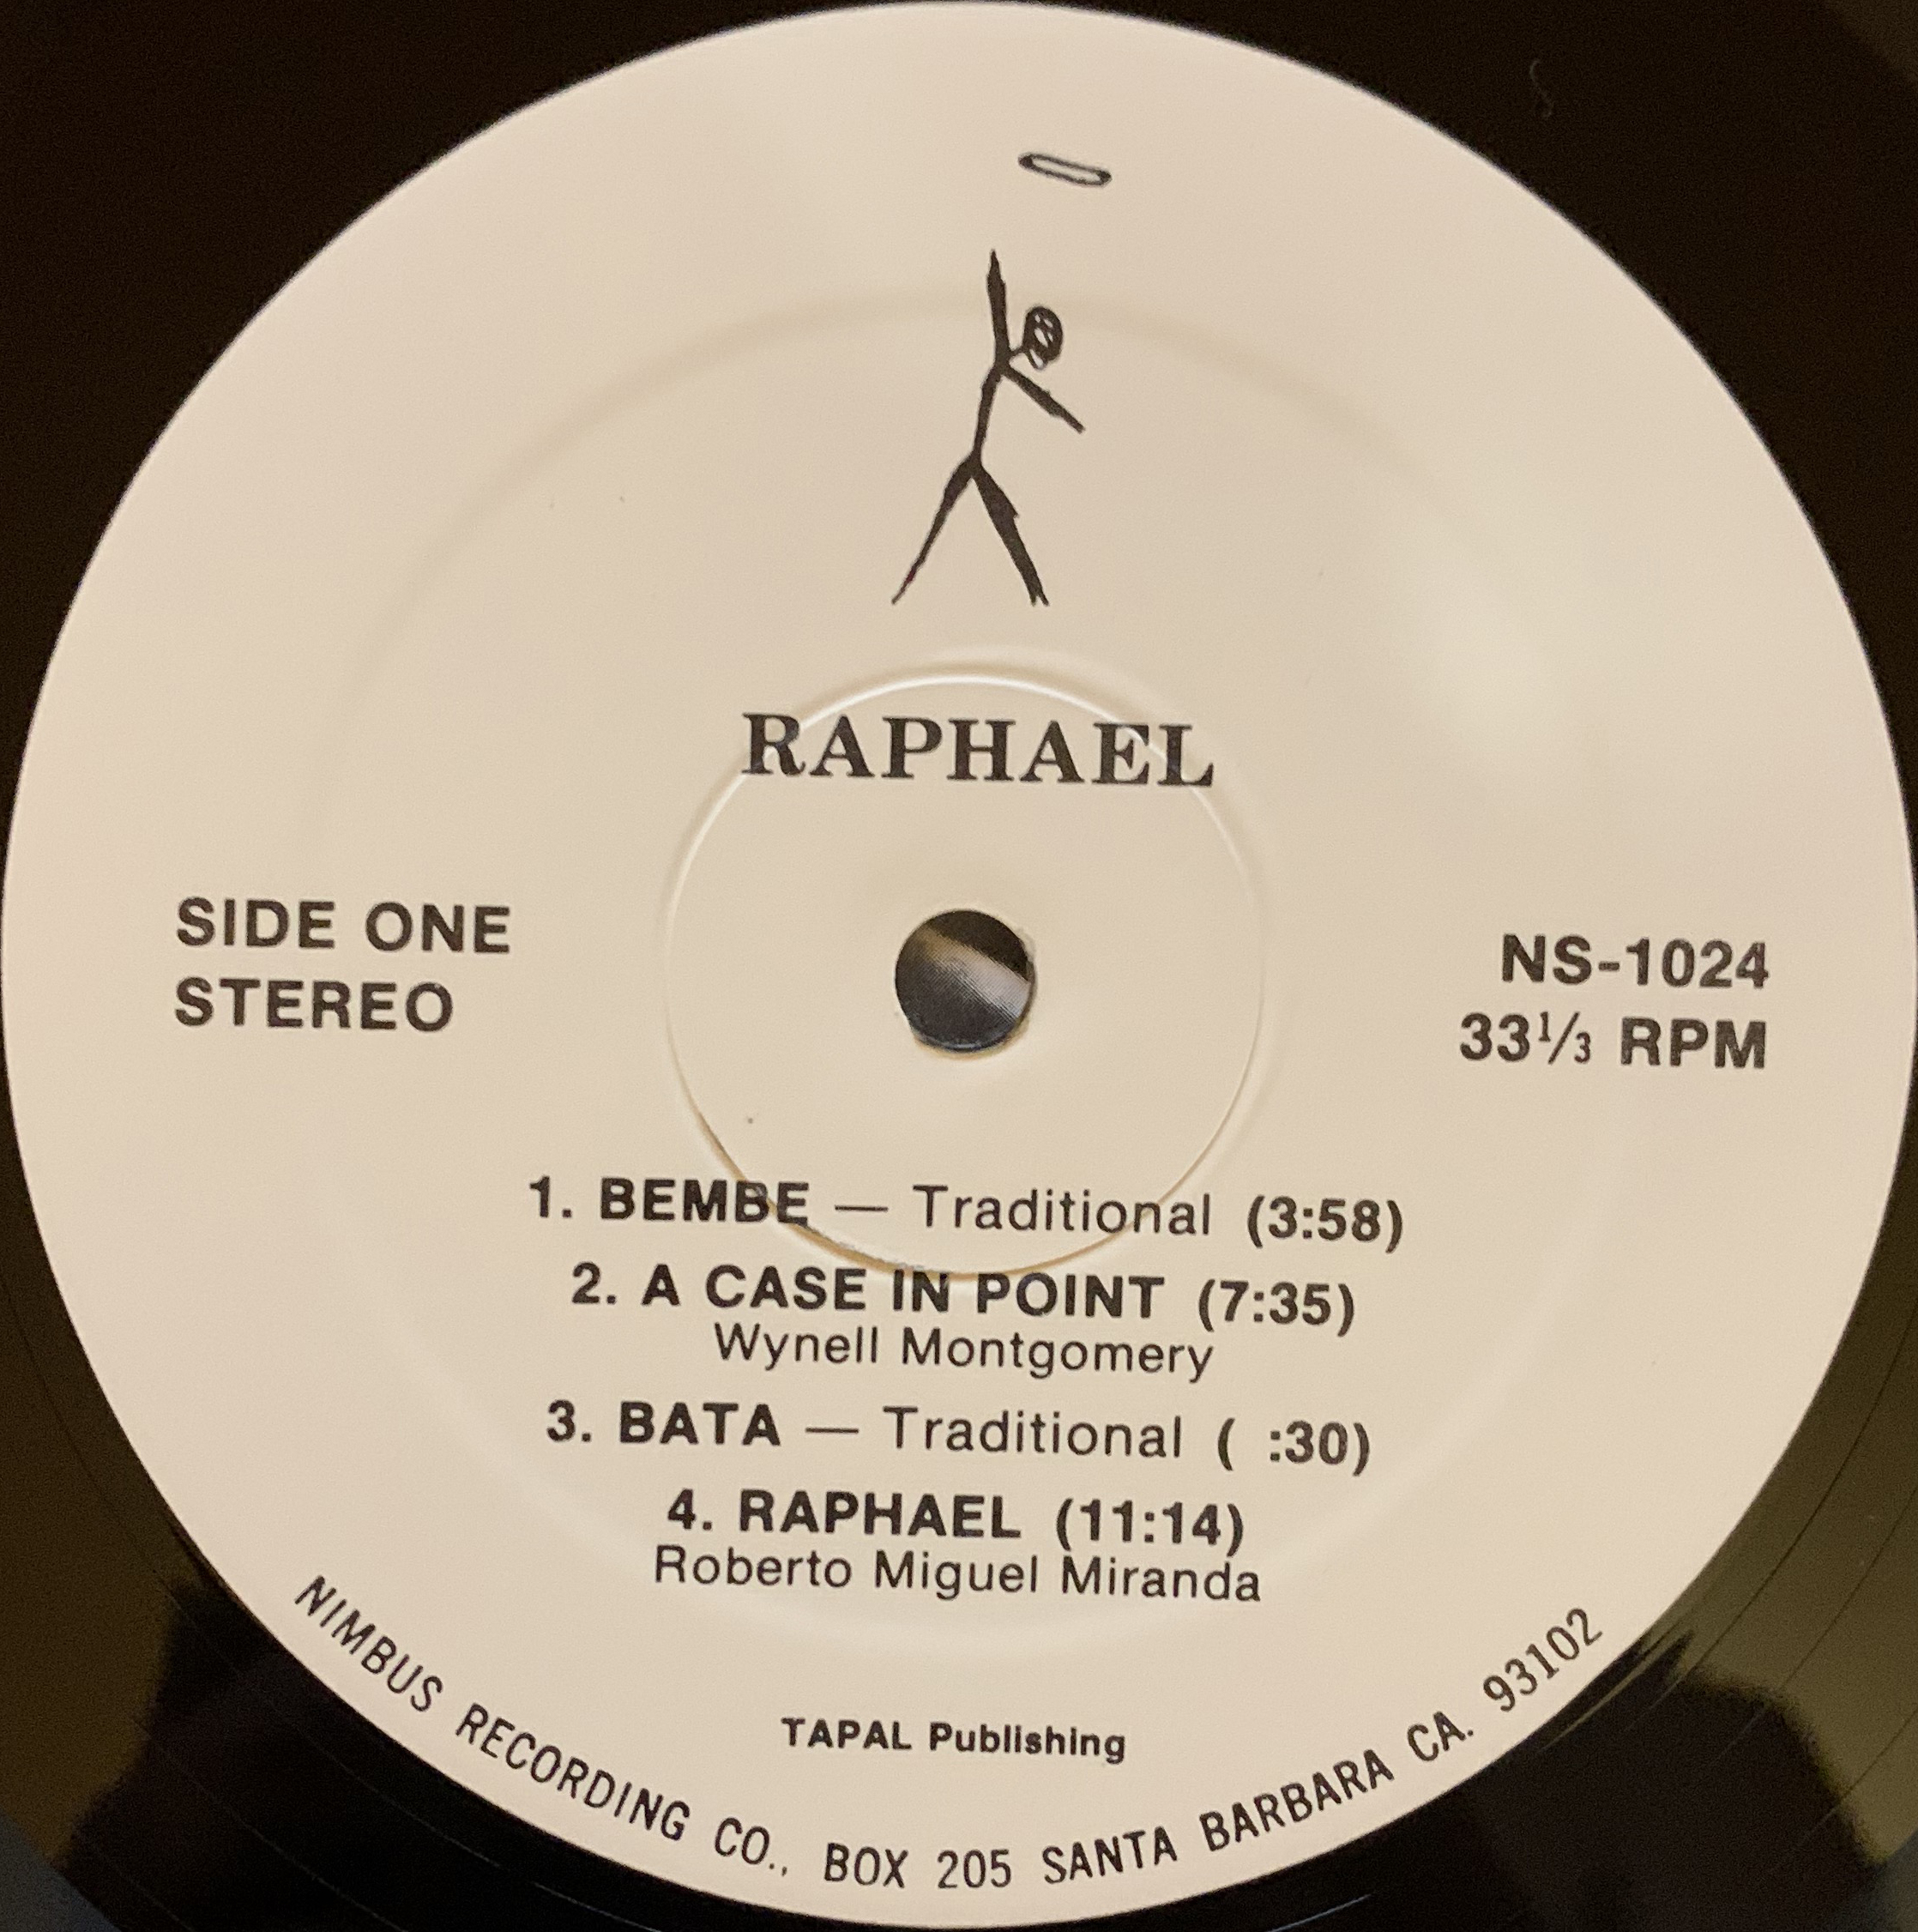 RAPHAEL
SIDE ONE
STEREO
NS-1024
33⅓ RPM
1. BEMBE — Traditional (3:58)
2. A CASE IN POINT (7:35)
Wynell Montgomery
3. BATA — Traditional ( :30)
4. RAPHAEL (11:14)
Roberto Miguel Miranda
TAPAL Publishing
NIMBUS RECORDING CO., BOX 205 SANTA BARBARA CA. 93102